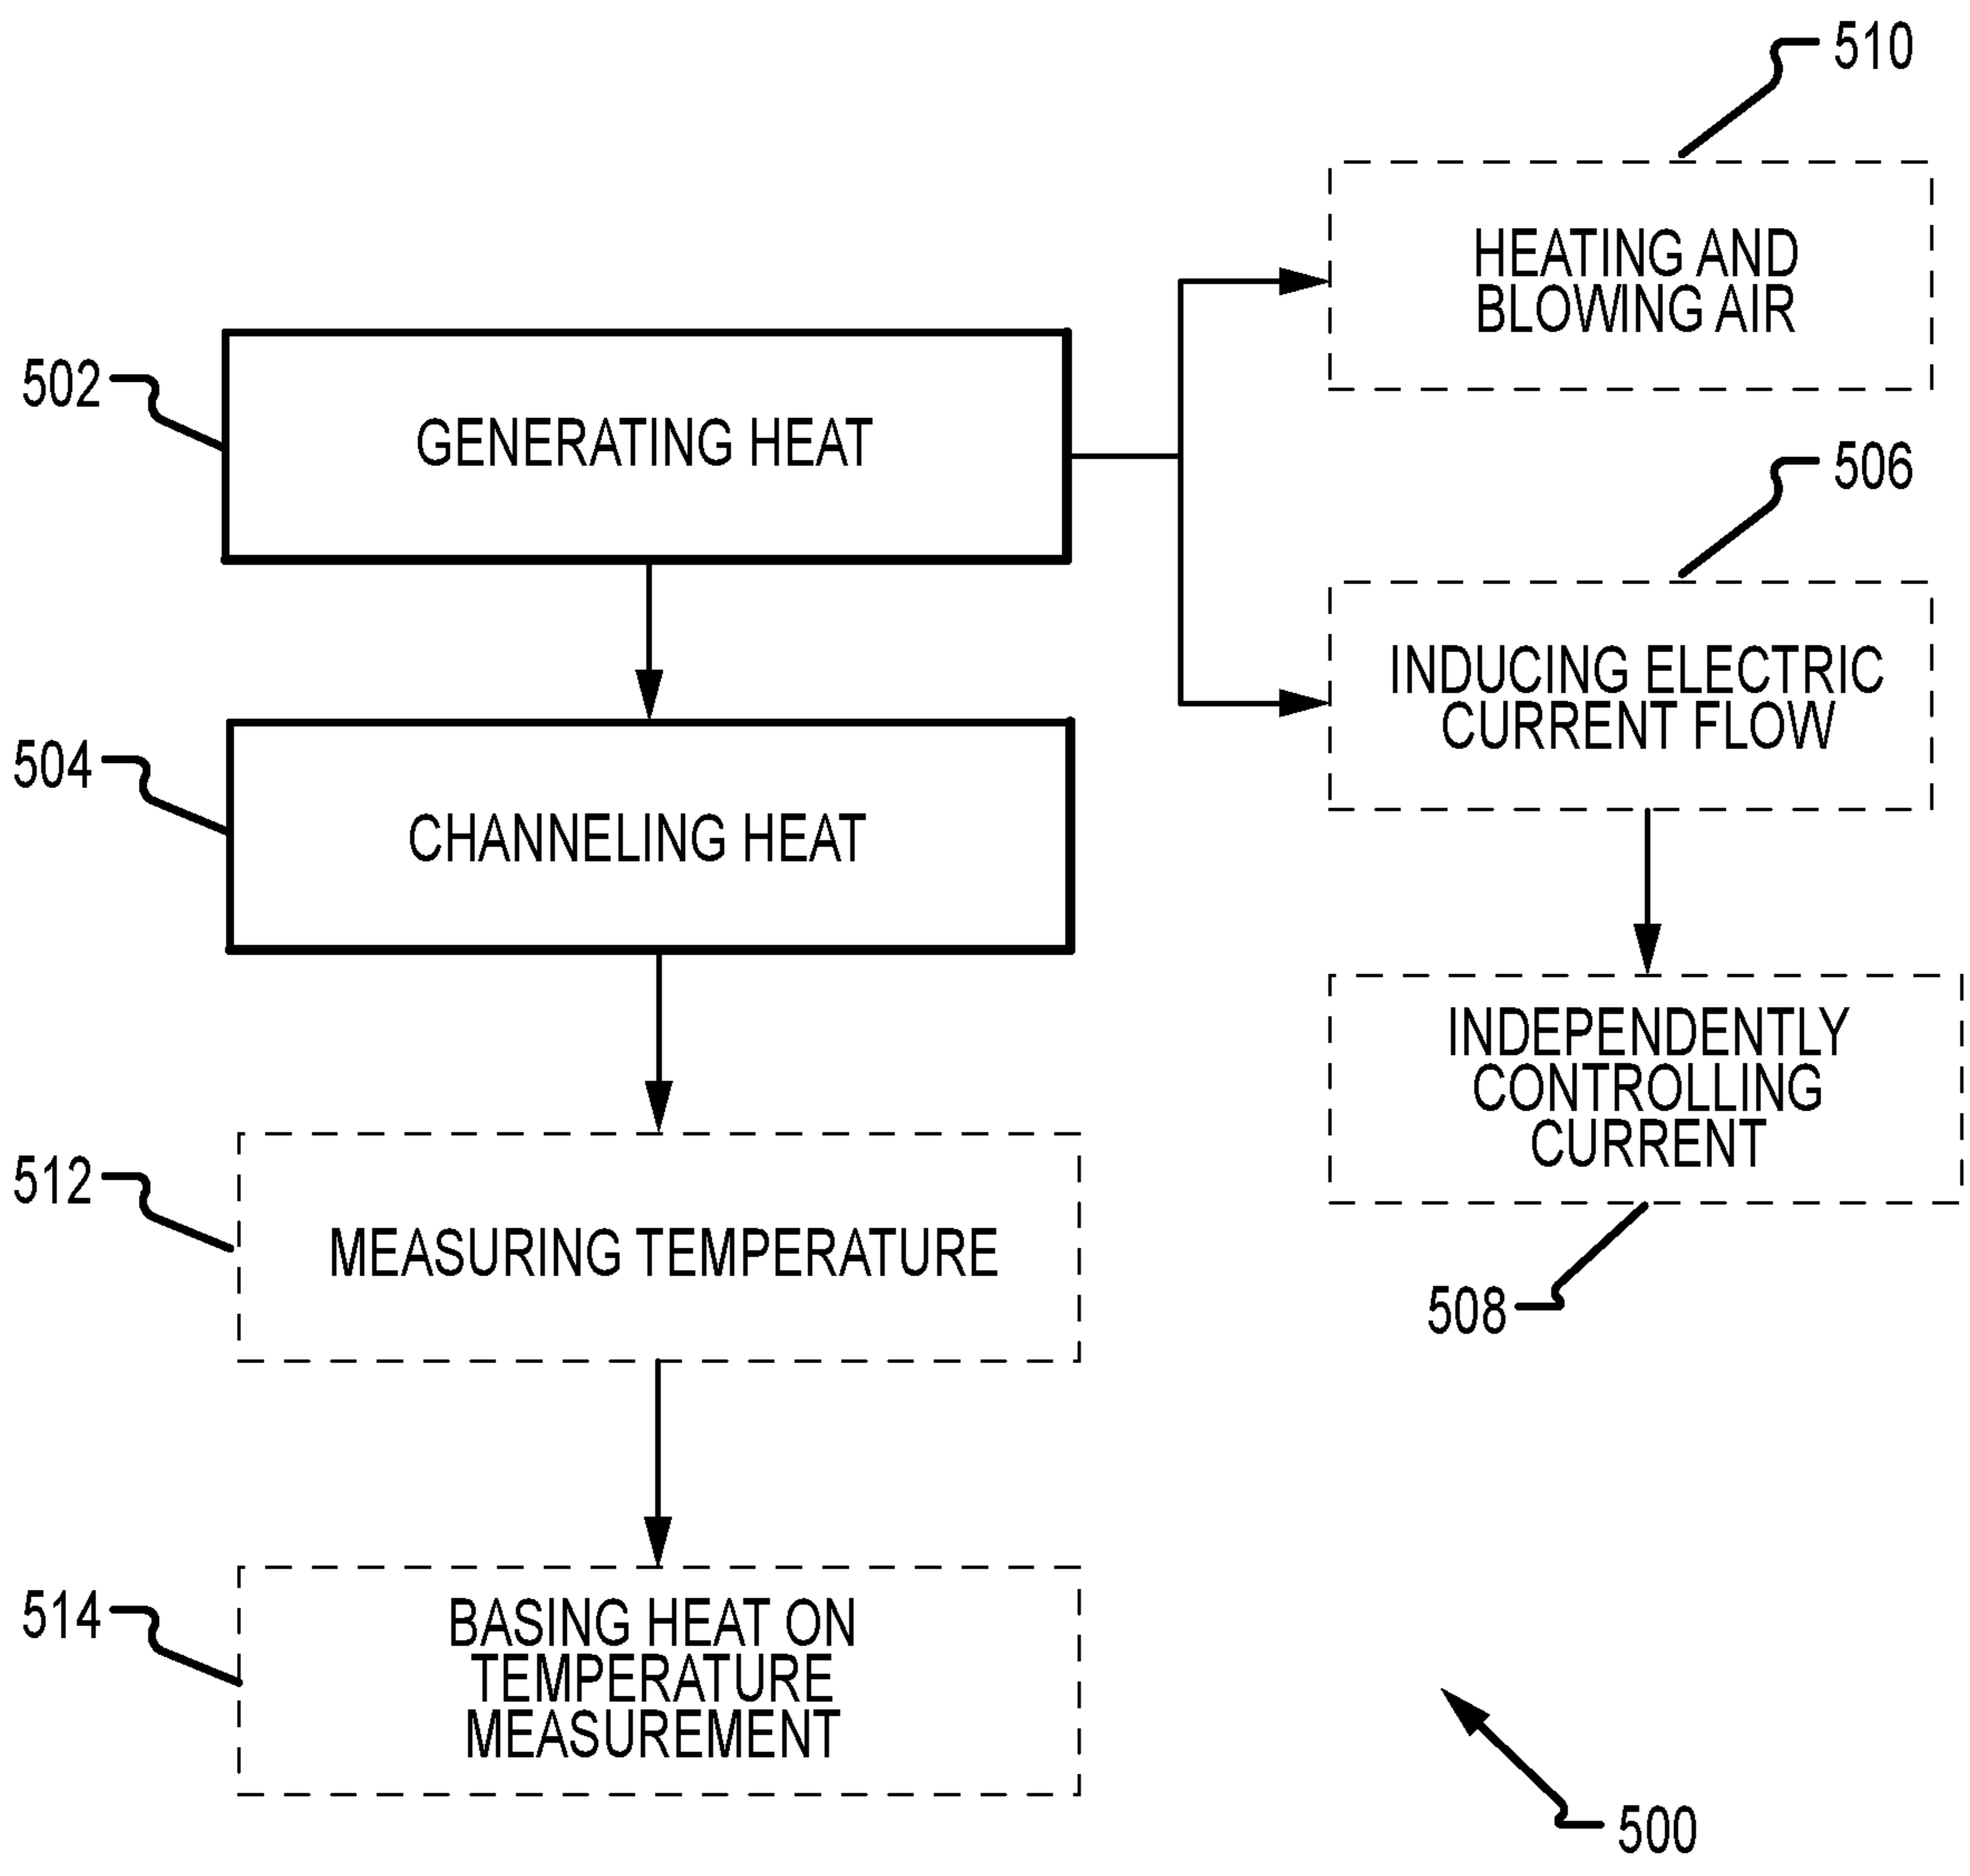 510
HEATING AND
BLOWING AIR
502
GENERATING HEAT
506
INDUCING ELECTRIC
CURRENT FLOW
504
CHANNELING HEAT
INDEPENDENTLY
CONTROLLING
CURRENT
512
MEASURING TEMPERATURE
508
514
BASING HEAT ON
TEMPERATURE
MEASUREMENT
500